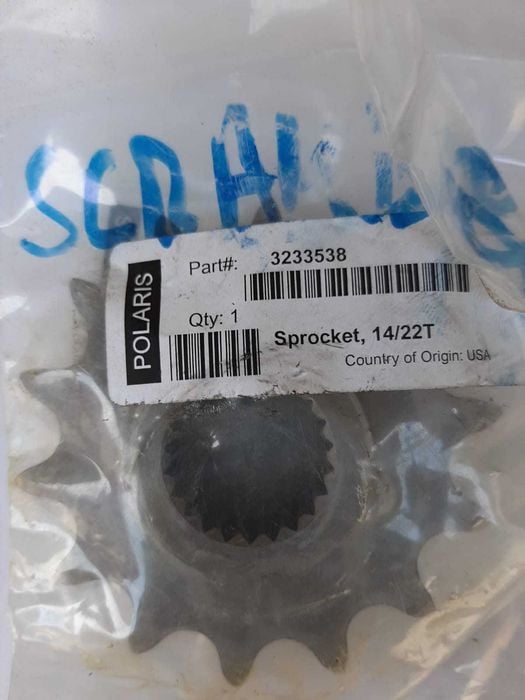 POLARIS
Part#: 3233538
Qty: 1
Sprocket, 14/22T
Country of Origin: USA